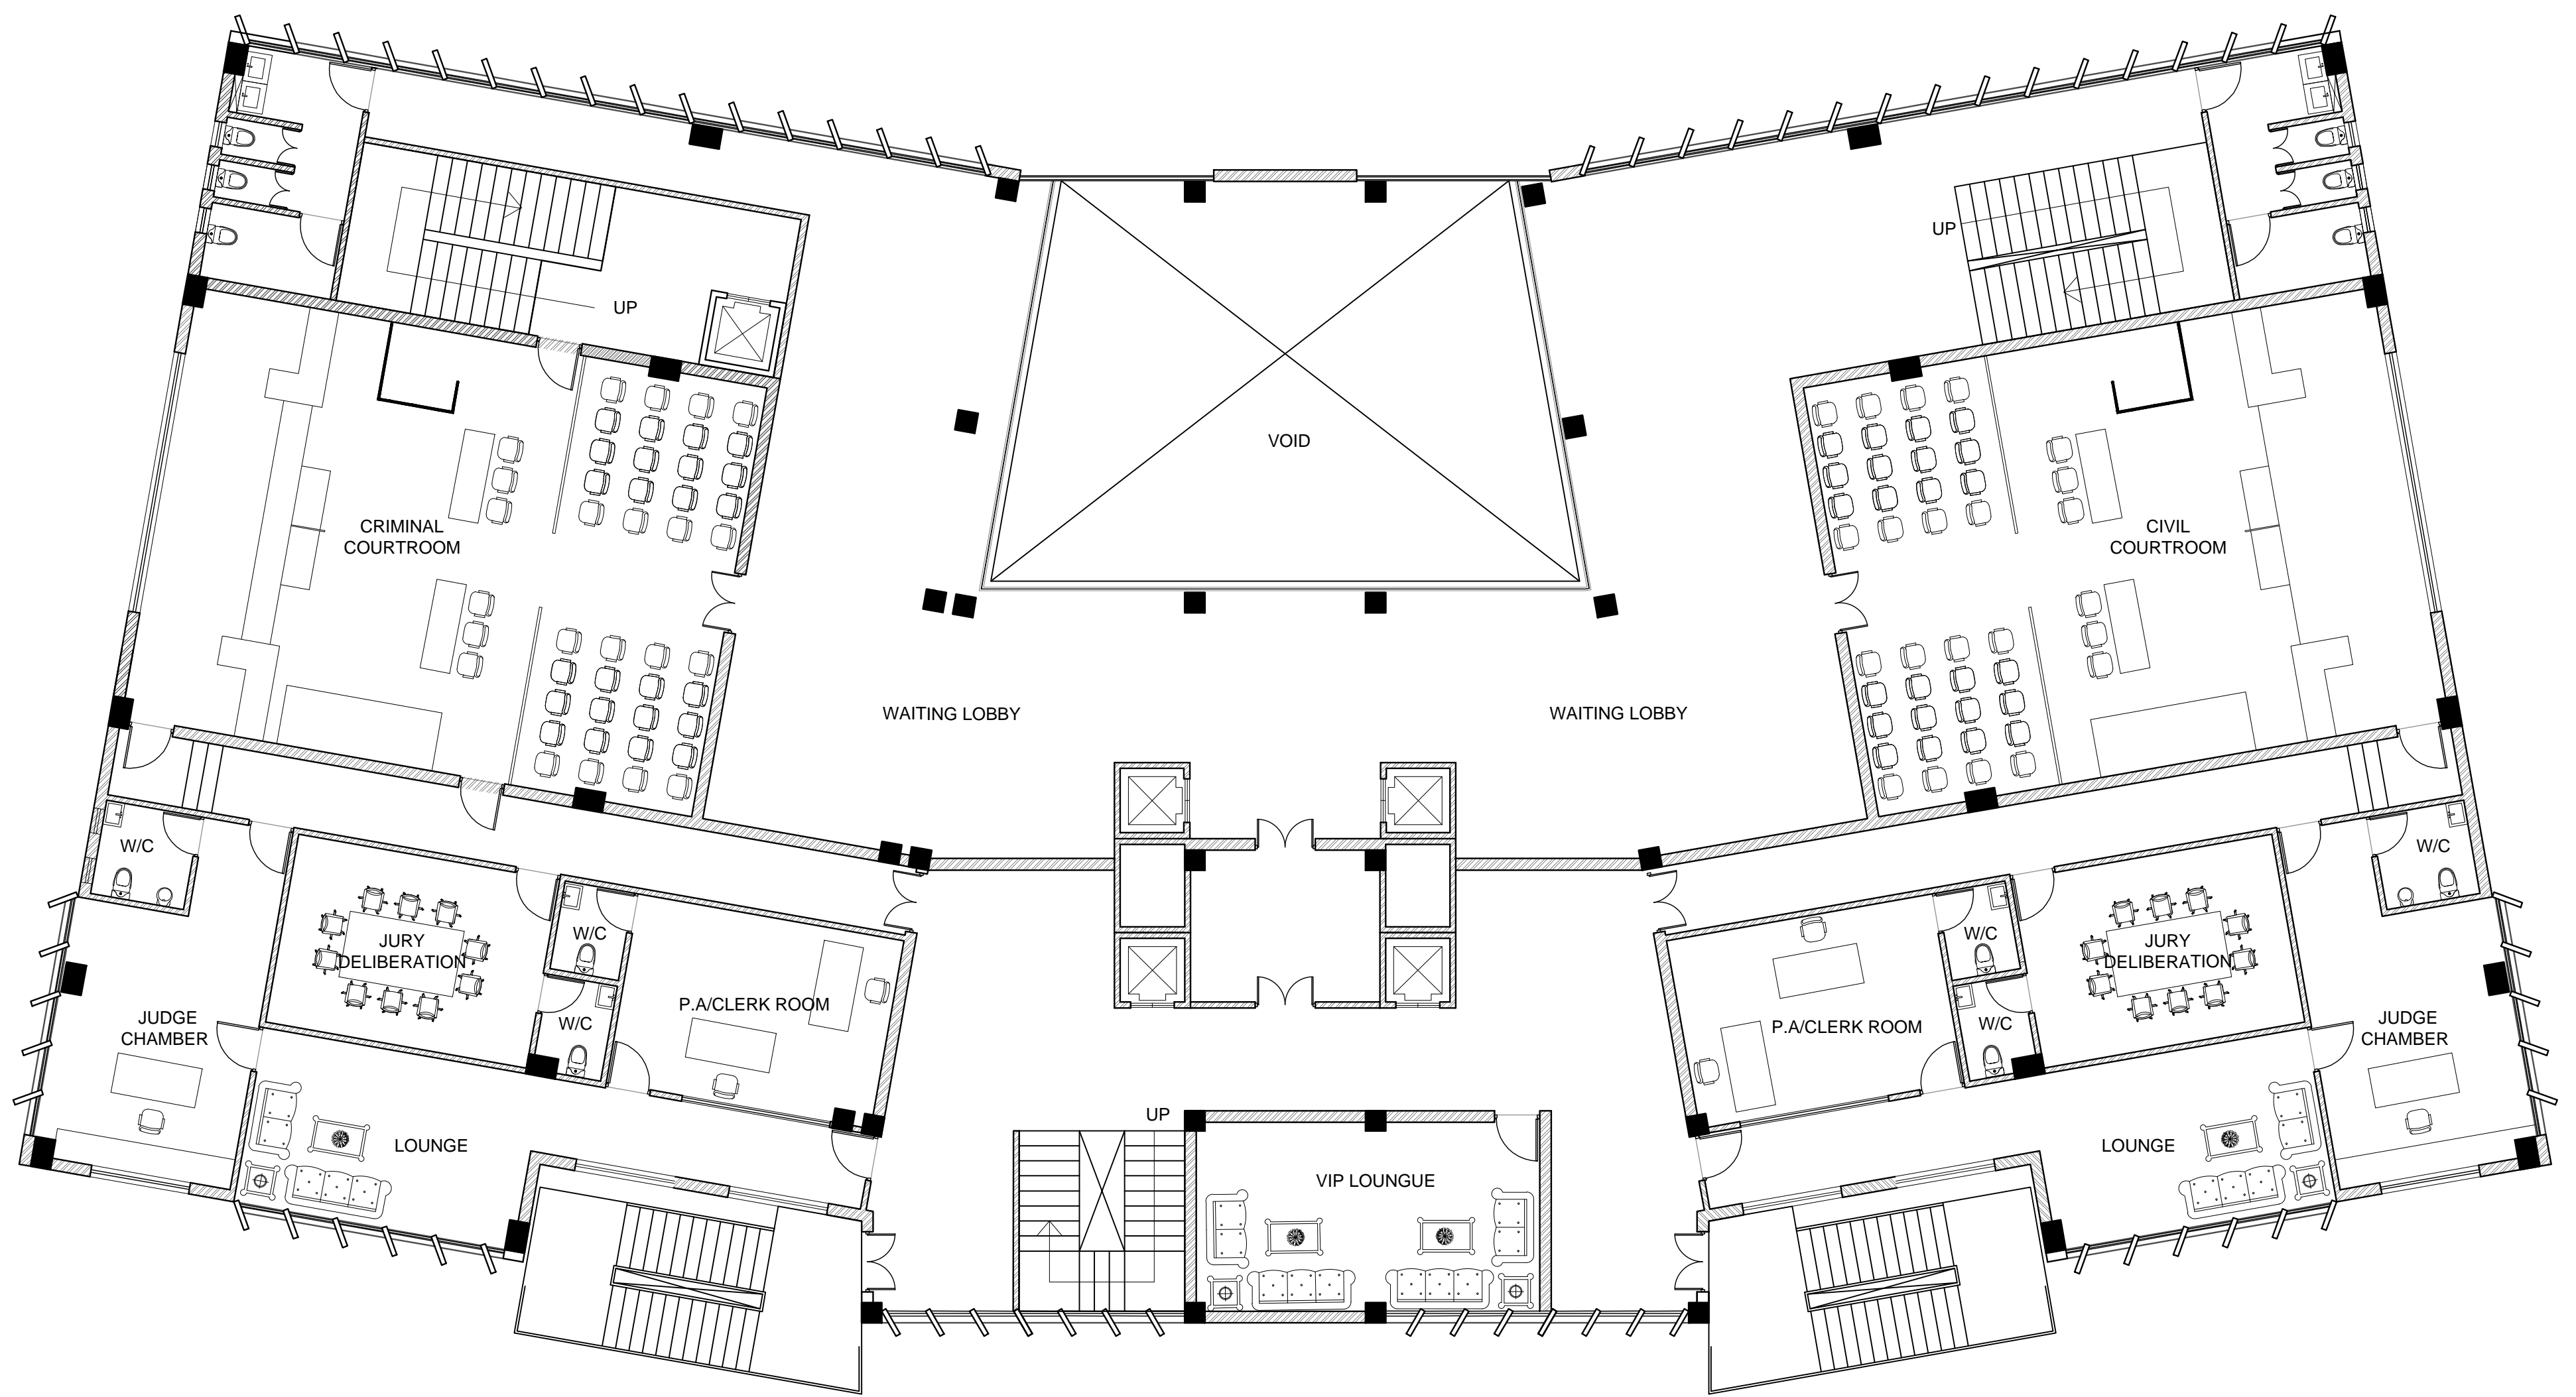 UP
UP
VOID
CRIMINAL
COURTROOM
CIVIL
COURTROOM
WAITING LOBBY
WAITING LOBBY
W/C
W/C
W/C
W/C
JURY
DELIBERATION
JURY
DELIBERATION
P.A/CLERK ROOM
P.A/CLERK ROOM
W/C
W/C
JUDGE
CHAMBER
JUDGE
CHAMBER
UP
LOUNGE
LOUNGE
VIP LOUNGUE